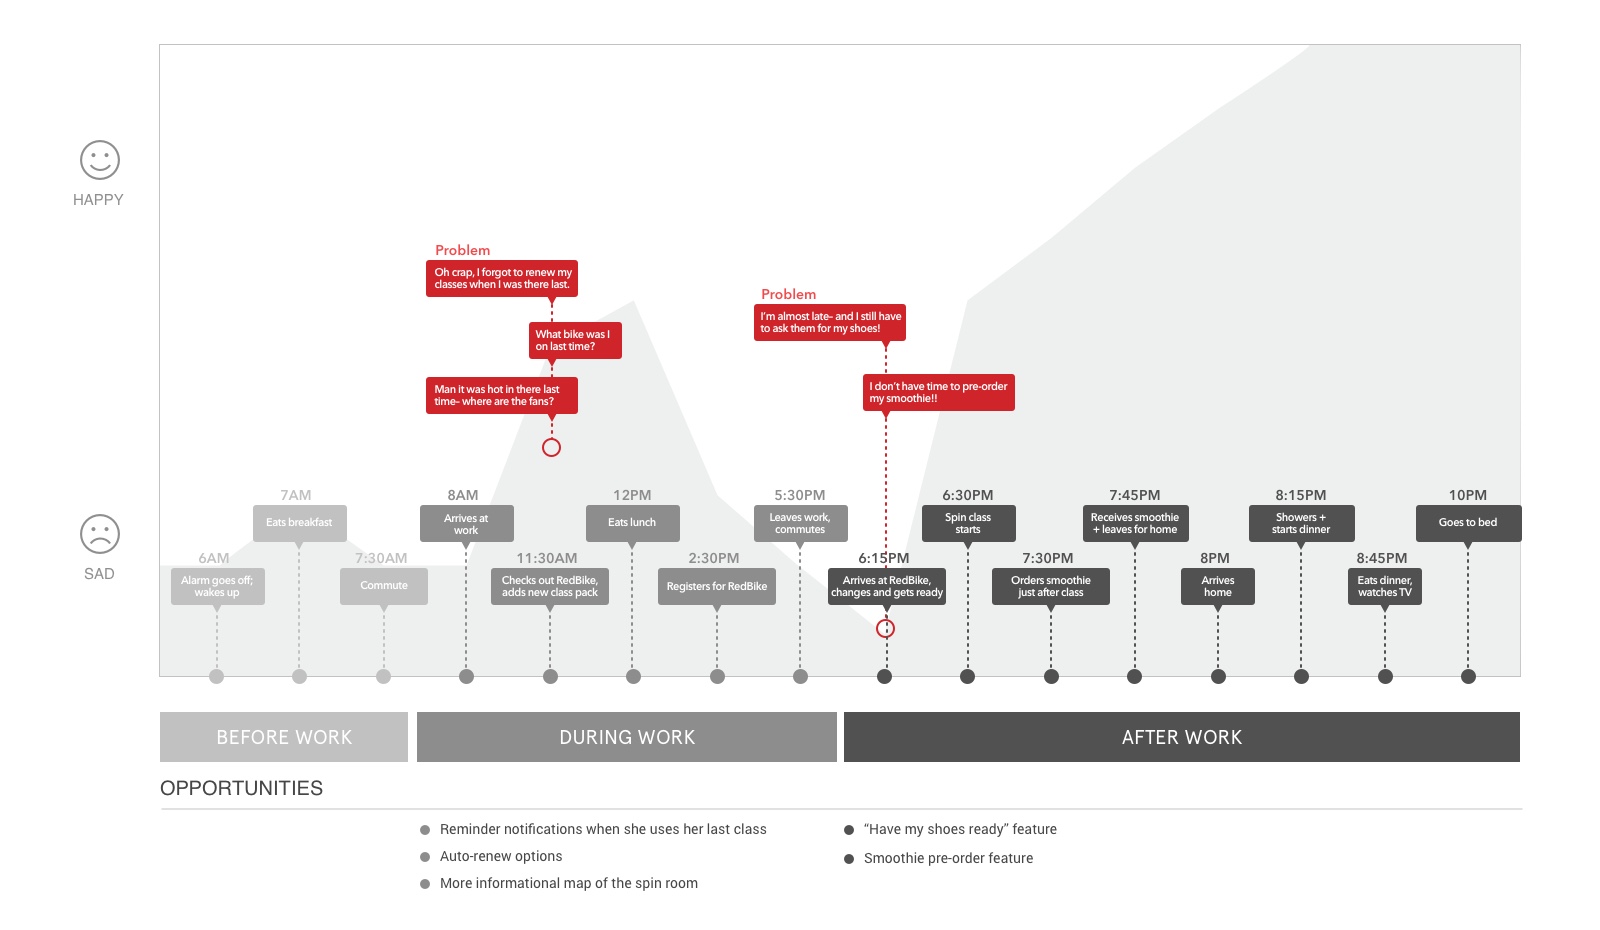 HAPPY
SAD
Problem
Oh crap, I forgot to renew my
classes when I was there last.
What bike was I
on last time?
Man it was hot in there last
time- where are the fans?
Problem
I'm almost late- and I still have
to ask them for my shoes!
I don't have time to pre-order
my smoothie!!
6AM
Alarm goes off;
wakes up
7AM
Eats breakfast
7:30AM
Commute
8AM
Arrives at
work
11:30AM
Checks out RedBike,
adds new class pack
12PM
Eats lunch
2:30PM
Registers for RedBike
5:30PM
Leaves work,
commutes
6:15PM
Arrives at RedBike,
changes and gets ready
6:30PM
Spin class
starts
7:30PM
Orders smoothie
just after class
7:45PM
Receives smoothie
+ leaves for home
8PM
Arrives
home
8:15PM
Showers +
starts dinner
8:45PM
Eats dinner,
watches TV
10PM
Goes to bed
BEFORE WORK
DURING WORK
AFTER WORK
OPPORTUNITIES
Reminder notifications when she uses her last class
Auto-renew options
More informational map of the spin room
“Have my shoes ready” feature
Smoothie pre-order feature